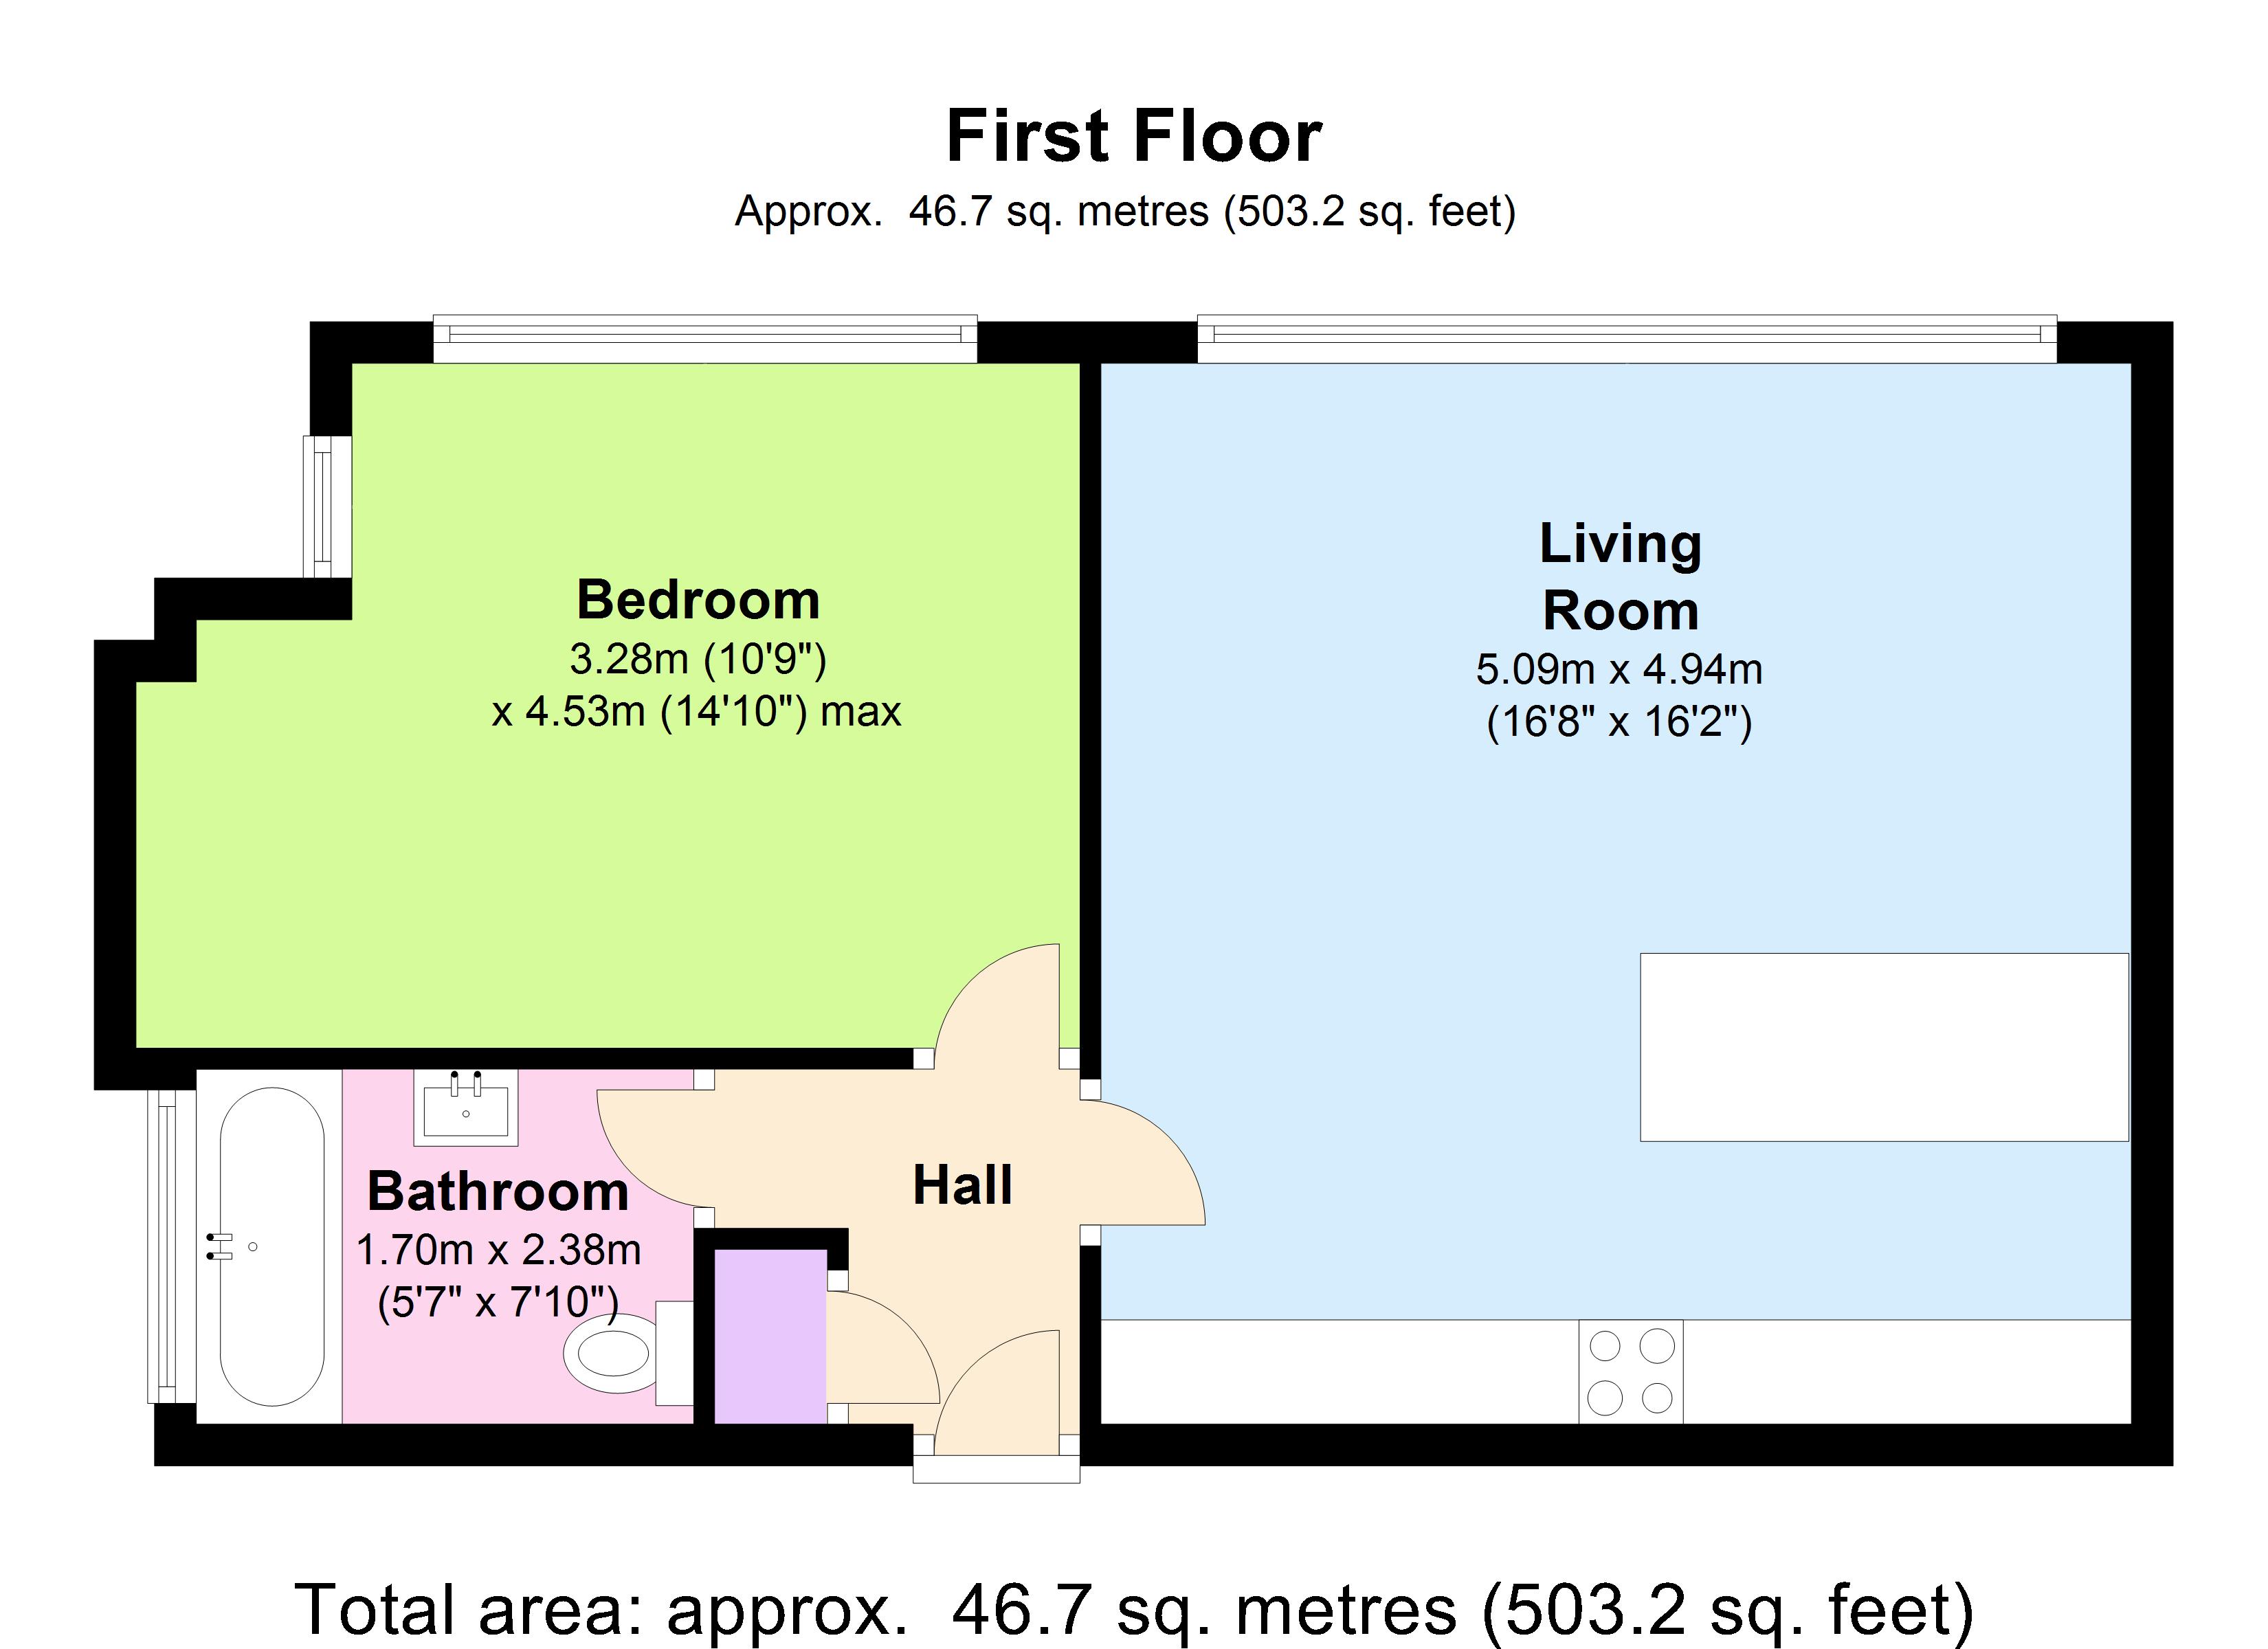 First Floor
Approx.  46.7 sq. metres (503.2 sq. feet)
Bedroom
3.28m (10'9")
x 4.53m (14'10") max
Living
Room
5.09m x 4.94m
(16'8" x 16'2")
Bathroom
1.70m x 2.38m
(5'7" x 7'10")
Hall
Total area: approx.  46.7 sq. metres (503.2 sq. feet)